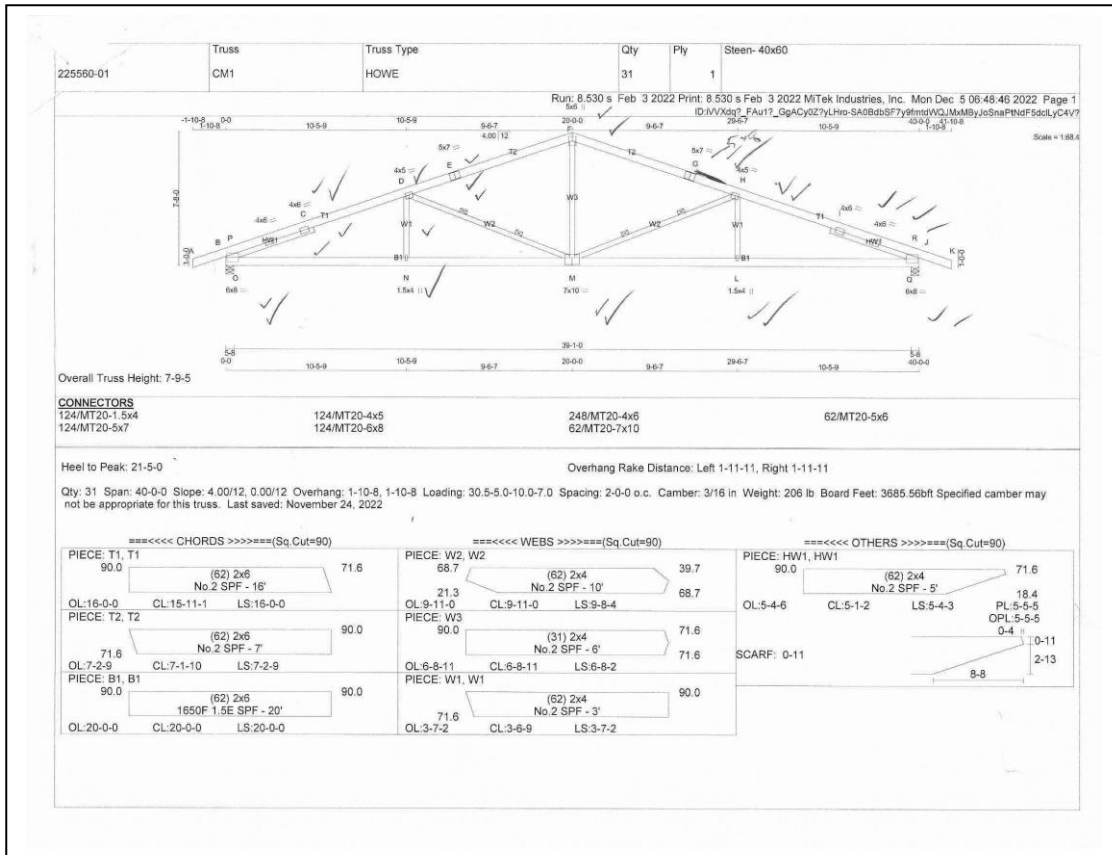 Truss Truss Type Qty Ply Steen- 40x60
225560-01 CM1 HOWE 31 1
Run: 8.530 s Feb 3 2022 Print: 8.530 s Feb 3 2022 MiTek Industries, Inc. Mon Dec 5 06:48:46 2022 Page 1
-1-10-8 0-0 10-5-9 20-0-0 29-6-7 40-0-0 41-10-8
1-10-8 10-5-9 9-6-7 9-6-7 10-5-9 1-10-8
5x6 ||
4.00 12
Scale = 1:68.4
5x7 = E T2 F T2 5x7 = G
4x5 = D 4x5 = H
4x6 = C T1 W1 W2 W3 W2 W1 T1 I 4x6 =
4x6 = 4x6 =
7-8-0
1-0-0 A B P HW1 B1 B1 HW1 R J K 1-0-0
O N M L Q
6x8 = 1.5x4 || 7x10 = 1.5x4 || 6x8 =
5-8 39-1-0 5-8
0-0 10-5-9 20-0-0 29-6-7 40-0-0
10-5-9 9-6-7 9-6-7 10-5-9
Overall Truss Height: 7-9-5
CONNECTORS
124/MT20-1.5x4 124/MT20-4x5 248/MT20-4x6 62/MT20-5x6
124/MT20-5x7 124/MT20-6x8 62/MT20-7x10
Heel to Peak: 21-5-0 Overhang Rake Distance: Left 1-11-11, Right 1-11-11
Qty: 31 Span: 40-0-0 Slope: 4.00/12, 0.00/12 Overhang: 1-10-8, 1-10-8 Loading: 30.5-5.0-10.0-7.0 Spacing: 2-0-0 o.c. Camber: 3/16 in Weight: 206 lb Board Feet: 3685.56bft Specified camber may
not be appropriate for this truss. Last saved: November 24, 2022
===<<<< CHORDS >>>>===(Sq.Cut=90) ===<<<< WEBS >>>>===(Sq.Cut=90) ===<<<< OTHERS >>>>===(Sq.Cut=90)
PIECE: T1, T1
90.0 (62) 2x6 71.6
No.2 SPF - 16'
OL:16-0-0 CL:15-11-1 LS:16-0-0
PIECE: T2, T2
(62) 2x6 90.0
71.6 No.2 SPF - 7'
OL:7-2-9 CL:7-1-10 LS:7-2-9
PIECE: B1, B1
90.0 (62) 2x6 90.0
1650F 1.5E SPF - 20'
OL:20-0-0 CL:20-0-0 LS:20-0-0
PIECE: W2, W2
68.7 (62) 2x4 39.7
21.3 No.2 SPF - 10' 68.7
OL:9-11-0 CL:9-11-0 LS:9-8-4
PIECE: W3
90.0 (31) 2x4 71.6
No.2 SPF - 6' 71.6
OL:6-8-11 CL:6-8-11 LS:6-8-2
PIECE: W1, W1
(62) 2x4 90.0
71.6 No.2 SPF - 3'
OL:3-7-2 CL:3-6-9 LS:3-7-2
PIECE: HW1, HW1
90.0 (62) 2x4 71.6
No.2 SPF - 5' 18.4
OL:5-4-6 CL:5-1-2 LS:5-4-3 PL:5-5-5
OPL:5-5-5
0-4 ||
SCARF: 0-11 0-11
2-13
8-8